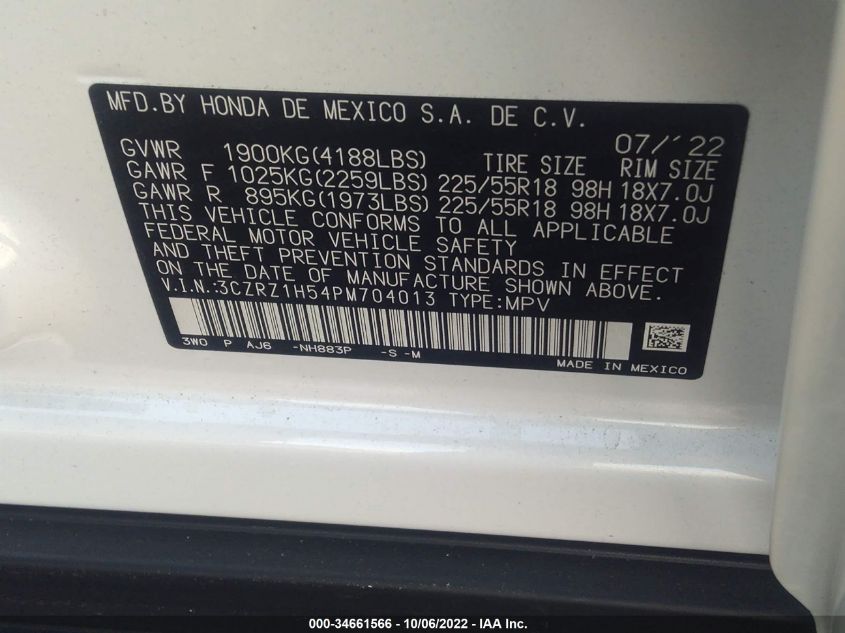 MFD.BY HONDA DE MEXICO S.A. DE C.V.
07/'22
GVWR 1900KG(4188LBS) TIRE SIZE RIM SIZE
GAWR F 1025KG(2259LBS) 225/55R18 98H 18X7.0J
GAWR R 895KG(1973LBS) 225/55R18 98H 18X7.0J
THIS VEHICLE CONFORMS TO ALL APPLICABLE
FEDERAL MOTOR VEHICLE SAFETY
AND THEFT PREVENTION STANDARDS IN EFFECT
ON THE DATE OF MANUFACTURE SHOWN ABOVE.
V.I.N.:3CZRZ1H54PM704013 TYPE:MPV
3W0 P AJ6 -NH883P -S -M
MADE IN MEXICO
000-34661566 - 10/06/2022 - IAA Inc.